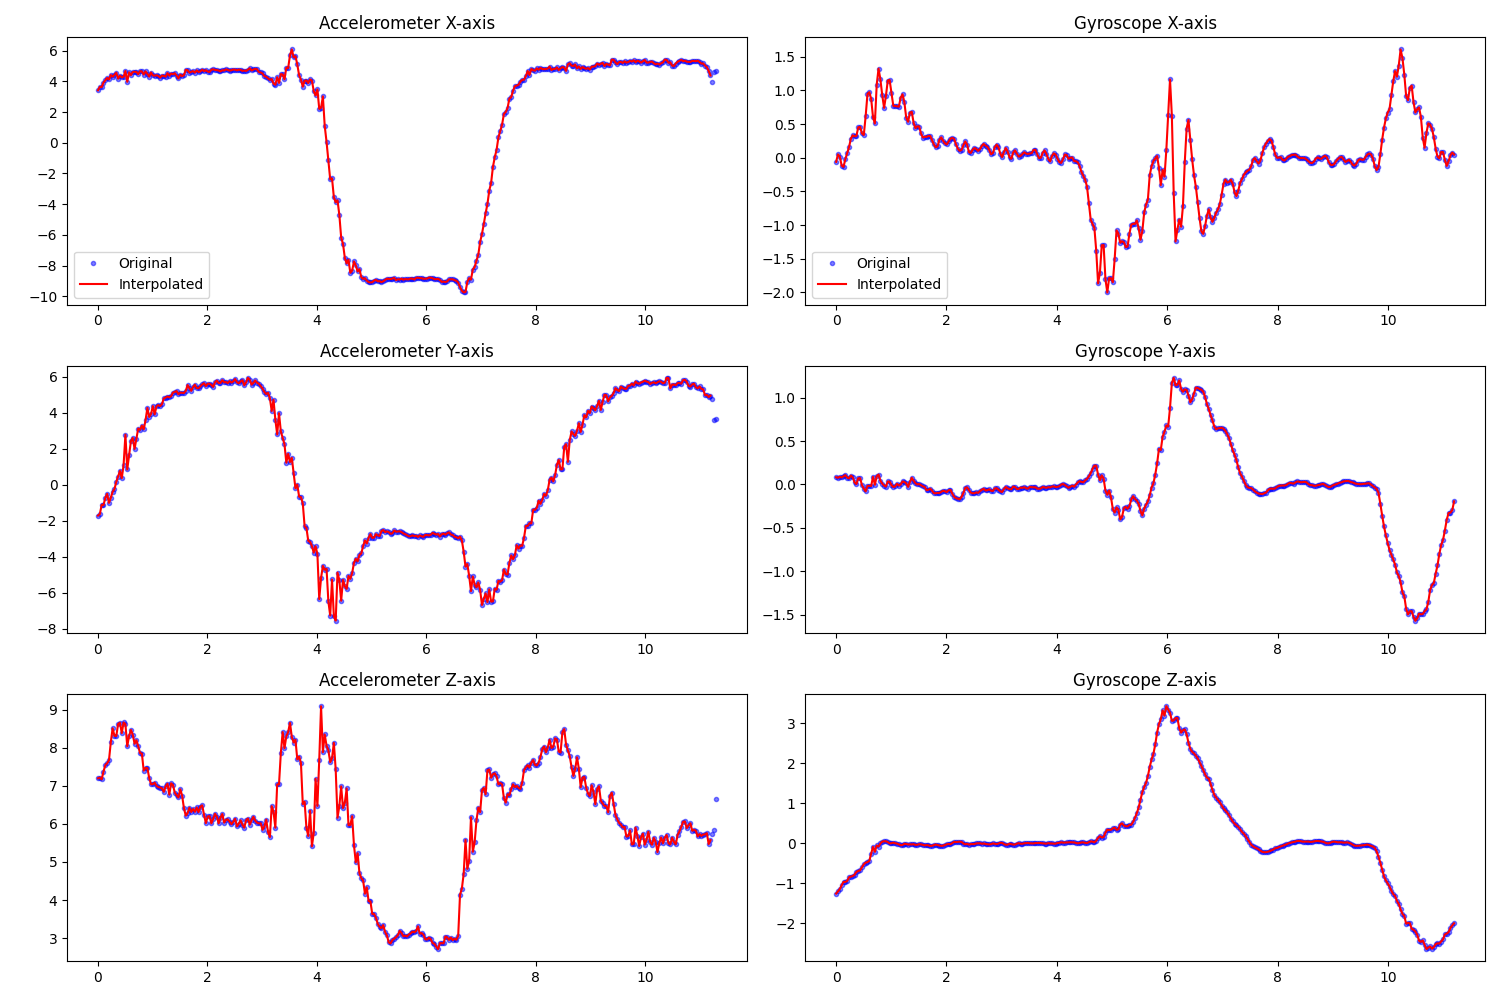 Accelerometer X-axis
6
4
2
0
−2
−4
−6
−8
−10
Original
Interpolated
0 2 4 6 8 10
Gyroscope X-axis
1.5
1.0
0.5
0.0
−0.5
−1.0
−1.5
−2.0
Original
Interpolated
0 2 4 6 8 10
Accelerometer Y-axis
6
4
2
0
−2
−4
−6
−8
0 2 4 6 8 10
Gyroscope Y-axis
1.0
0.5
0.0
−0.5
−1.0
−1.5
0 2 4 6 8 10
Accelerometer Z-axis
9
8
7
6
5
4
3
0 2 4 6 8 10
Gyroscope Z-axis
3
2
1
0
−1
−2
0 2 4 6 8 10